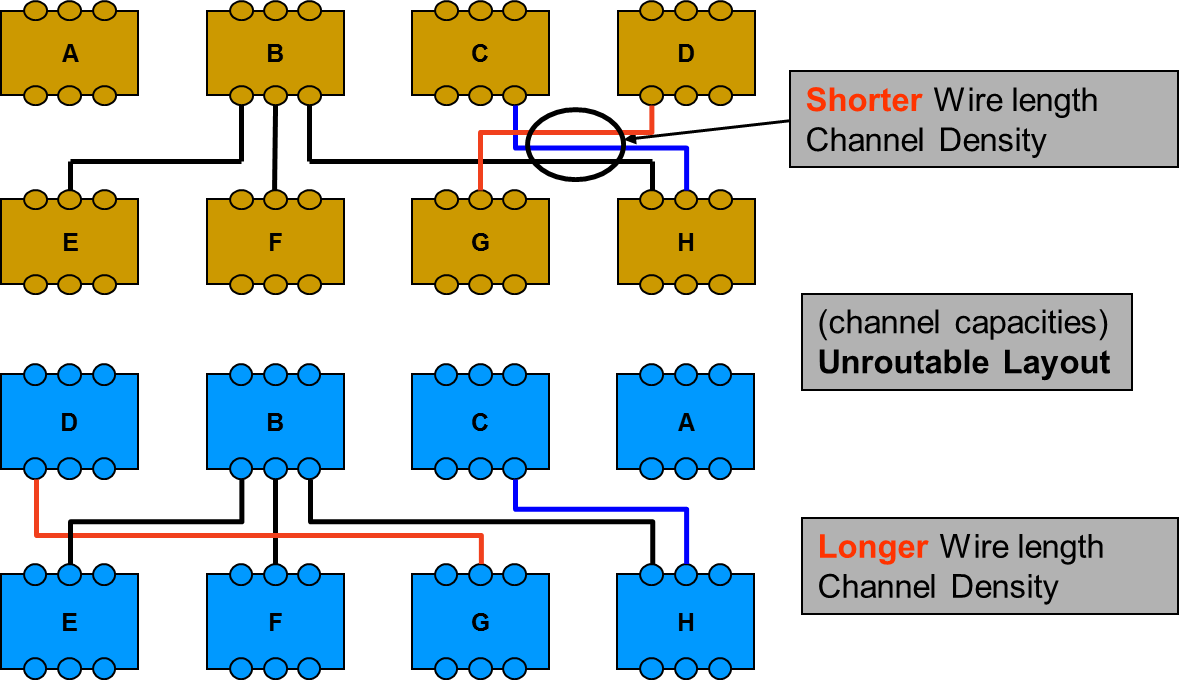 A B C D
Shorter Wire length
Channel Density
E F G H
(channel capacities)
Unroutable Layout
D B C A
Longer Wire length
Channel Density
E F G H